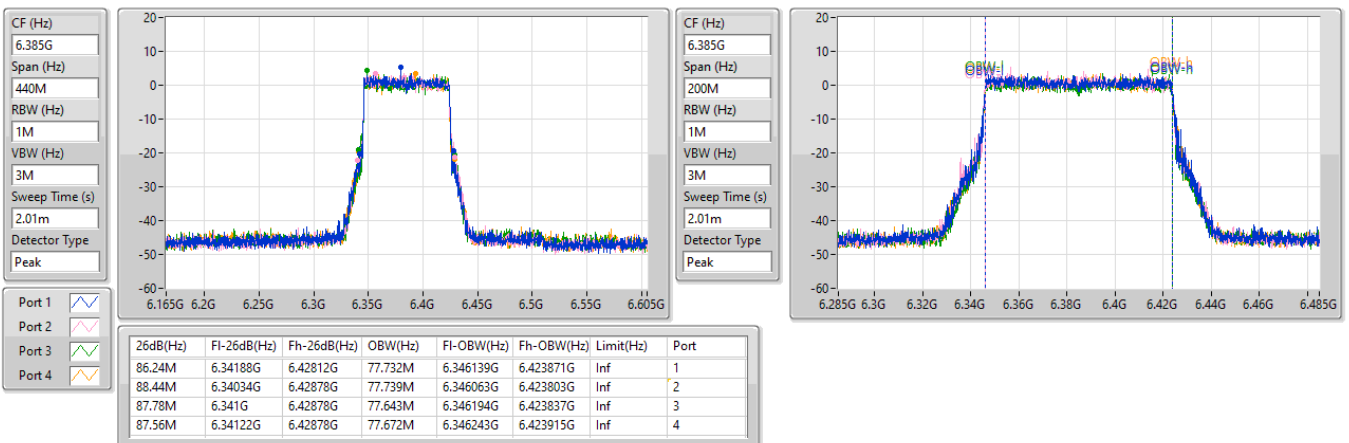 CF (Hz)
6.385G
Span (Hz)
440M
RBW (Hz)
1M
VBW (Hz)
3M
Sweep Time (s)
2.01m
Detector Type
Peak
20
10
0
-10
-20
-30
-40
-50
-60
6.165G 6.2G 6.25G 6.3G 6.35G 6.4G 6.45G 6.5G 6.55G 6.605G
CF (Hz)
6.385G
Span (Hz)
200M
RBW (Hz)
1M
VBW (Hz)
3M
Sweep Time (s)
2.01m
Detector Type
Peak
20
10
0
-10
-20
-30
-40
-50
-60
OBW-l OBW-h
6.285G 6.3G 6.32G 6.34G 6.36G 6.38G 6.4G 6.42G 6.44G 6.46G 6.485G
Port 1
Port 2
Port 3
Port 4
26dB(Hz) Fl-26dB(Hz) Fh-26dB(Hz) OBW(Hz) Fl-OBW(Hz) Fh-OBW(Hz) Limit(Hz) Port
86.24M 6.34188G 6.42812G 77.732M 6.346139G 6.423871G Inf 1
88.44M 6.34034G 6.42878G 77.739M 6.346063G 6.423803G Inf 2
87.78M 6.341G 6.42878G 77.643M 6.346194G 6.423837G Inf 3
87.56M 6.34122G 6.42878G 77.672M 6.346243G 6.423915G Inf 4